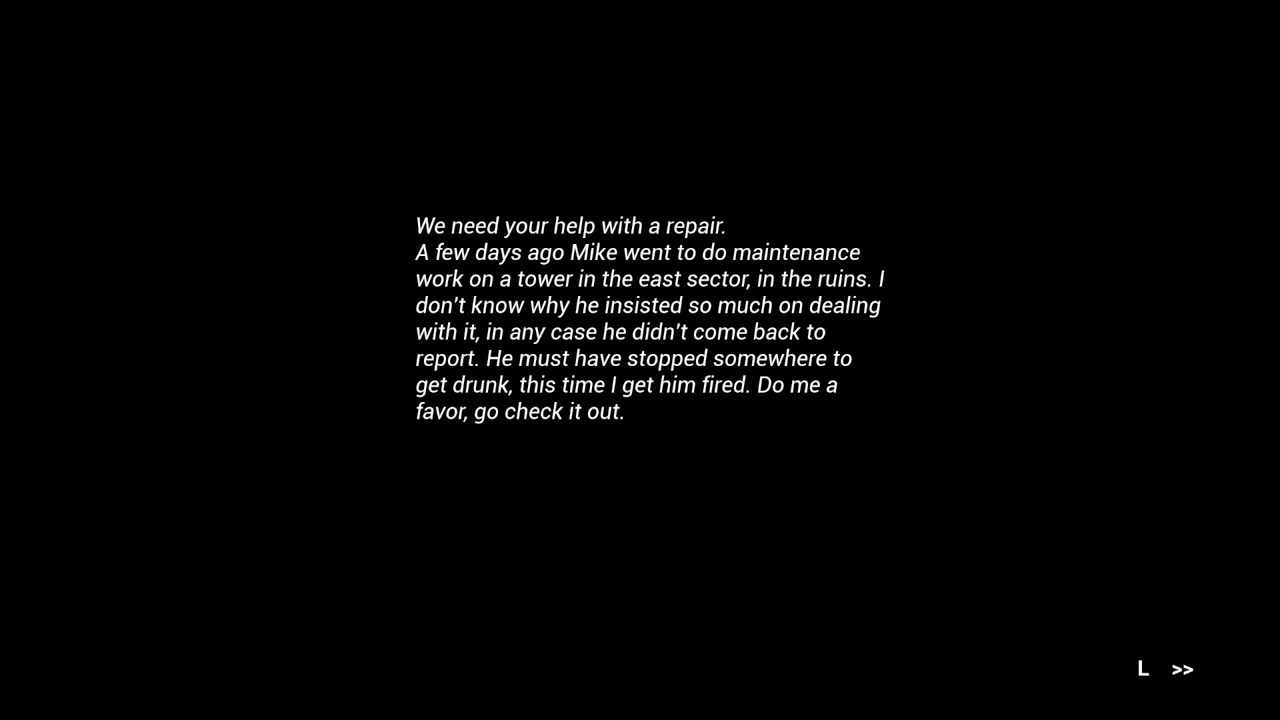 We need your help with a repair.
A few days ago Mike went to do maintenance
work on a tower in the east sector, in the ruins. I
don't know why he insisted so much on dealing
with it, in any case he didn't come back to
report. He must have stopped somewhere to
get drunk, this time I get him fired. Do me a
favor, go check it out.
L >>